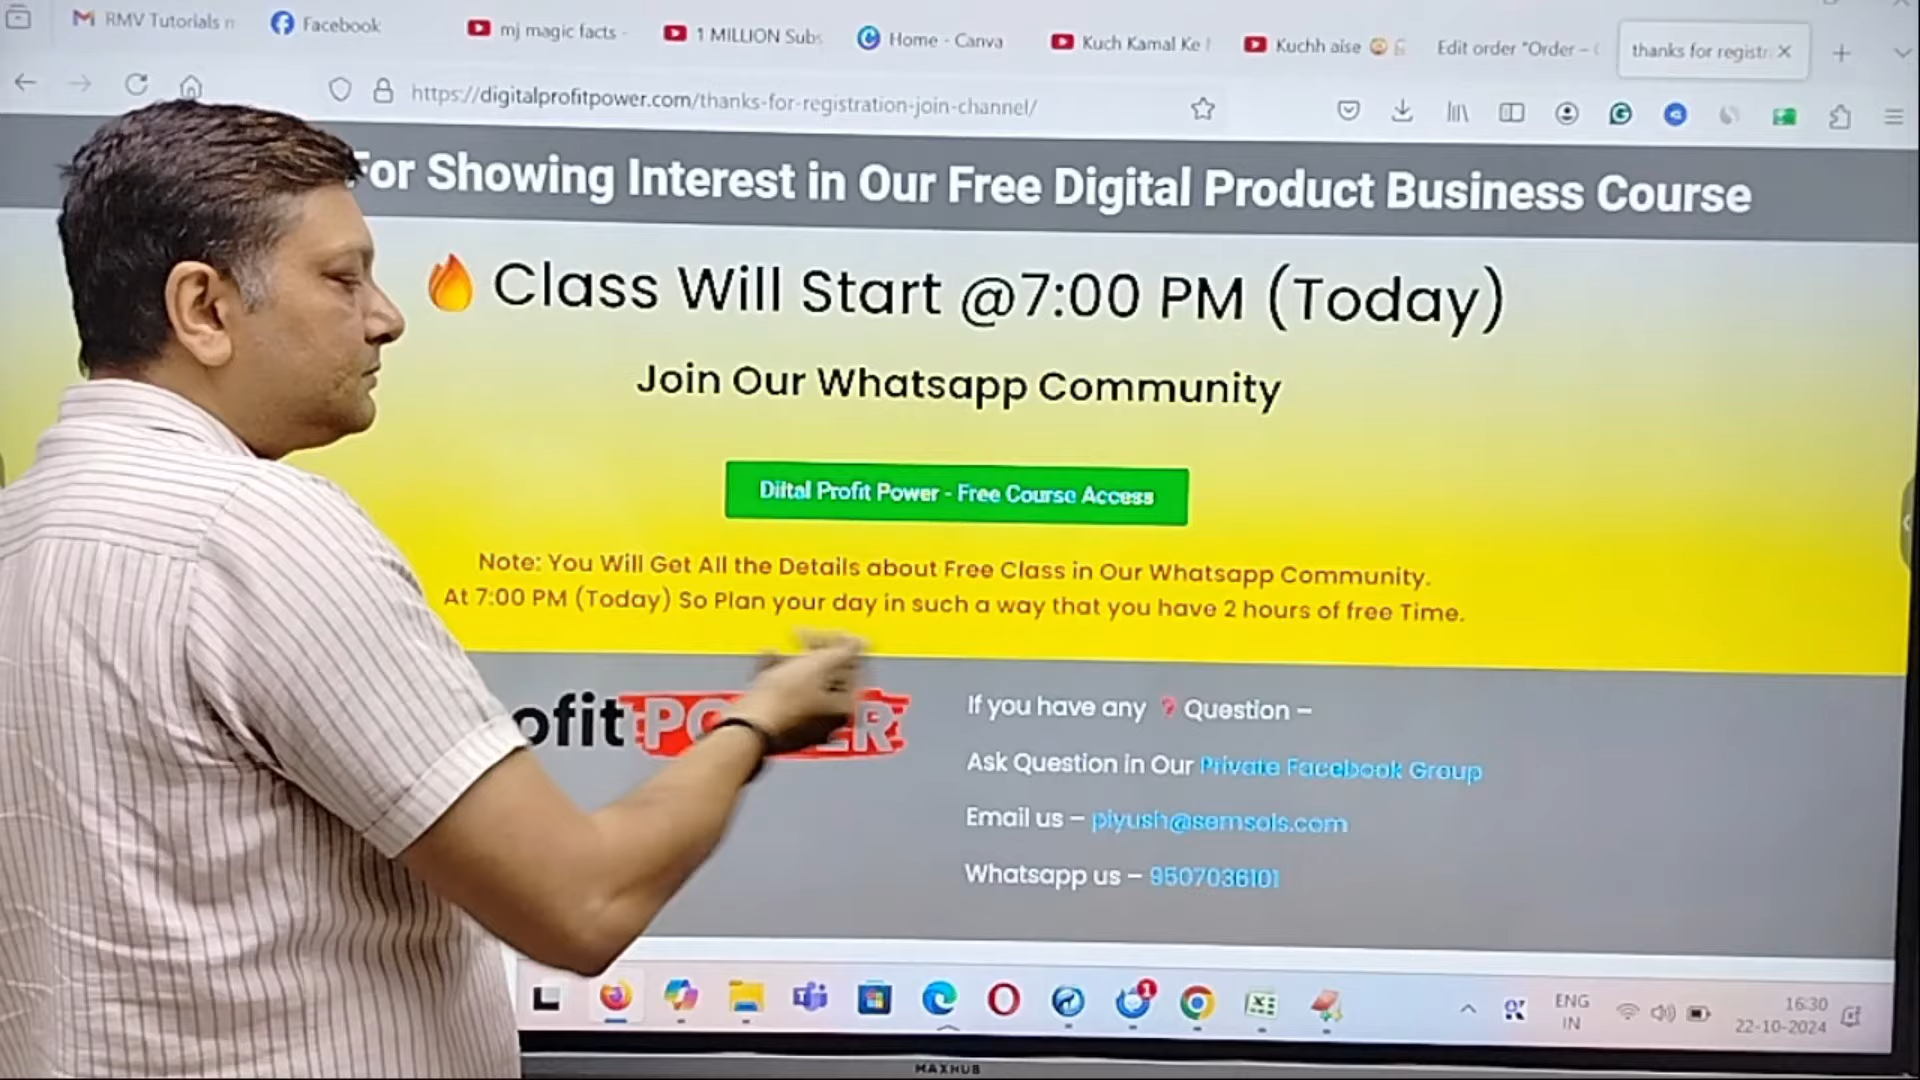 RMV Tutorials
Facebook
mj magic facts -
1 MILLION Subs
Home - Canva
Kuch Kamal Ke
Kuchh aise
Edit order "Order –
thanks for registr
https://digitalprofitpower.com/thanks-for-registration-join-channel/
For Showing Interest in Our Free Digital Product Business Course
Class Will Start @7:00 PM (Today)
Join Our Whatsapp Community
Diital Profit Power - Free Course Access
Note: You Will Get All the Details about Free Class in Our Whatsapp Community.
At 7:00 PM (Today) So Plan your day in such a way that you have 2 hours of free Time.
ofit POWER
If you have any ? Question –
Ask Question in Our Private Facebook Group
Email us – piyush@semsols.com
Whatsapp us – 9507036101
1
ENG
IN
16:30
22-10-2024
MAXHUB